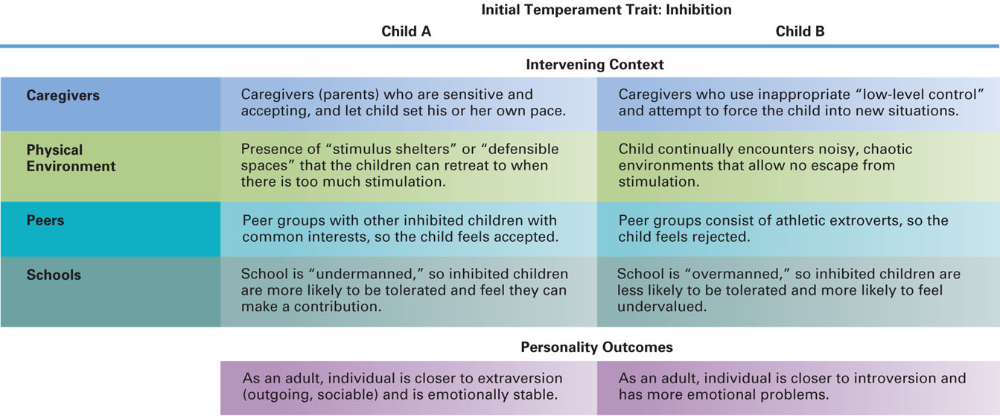 Initial Temperament Trait: Inhibition
Child A
Child B
Intervening Context
Caregivers
Caregivers (parents) who are sensitive and
accepting, and let child set his or her own pace.
Caregivers who use inappropriate “low-level control”
and attempt to force the child into new situations.
Physical
Environment
Presence of “stimulus shelters” or “defensible
spaces” that the children can retreat to when
there is too much stimulation.
Child continually encounters noisy, chaotic
environments that allow no escape from
stimulation.
Peers
Peer groups with other inhibited children with
common interests, so the child feels accepted.
Peer groups consist of athletic extroverts, so the
child feels rejected.
Schools
School is “undermanned,” so inhibited children
are more likely to be tolerated and feel they can
make a contribution.
School is “overmanned,” so inhibited children are
less likely to be tolerated and more likely to feel
undervalued.
Personality Outcomes
As an adult, individual is closer to extraversion
(outgoing, sociable) and is emotionally stable.
As an adult, individual is closer to introversion and
has more emotional problems.